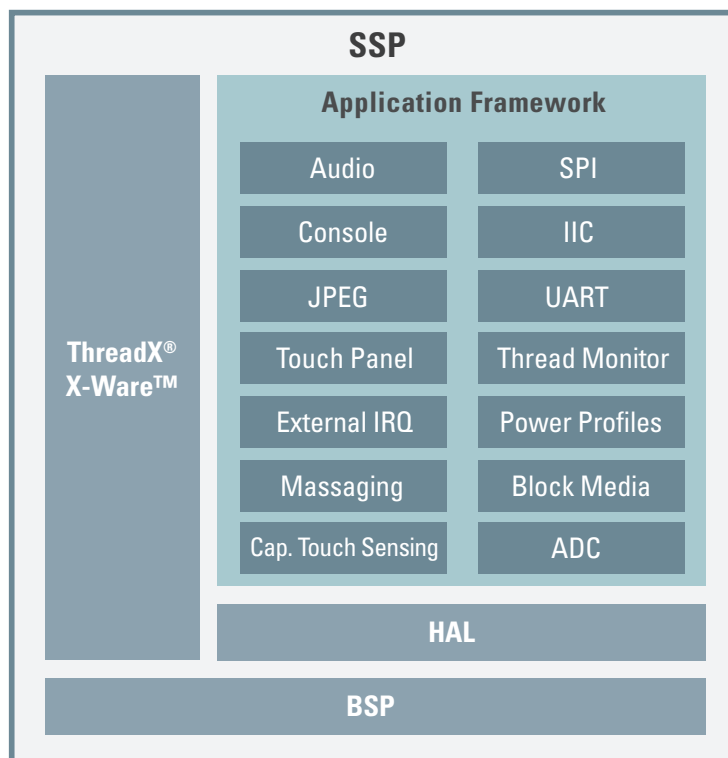 SSP
ThreadX®
X-Ware™
Application Framework
Audio
SPI
Console
IIC
JPEG
UART
Touch Panel
Thread Monitor
External IRQ
Power Profiles
Massaging
Block Media
Cap. Touch Sensing
ADC
HAL
BSP